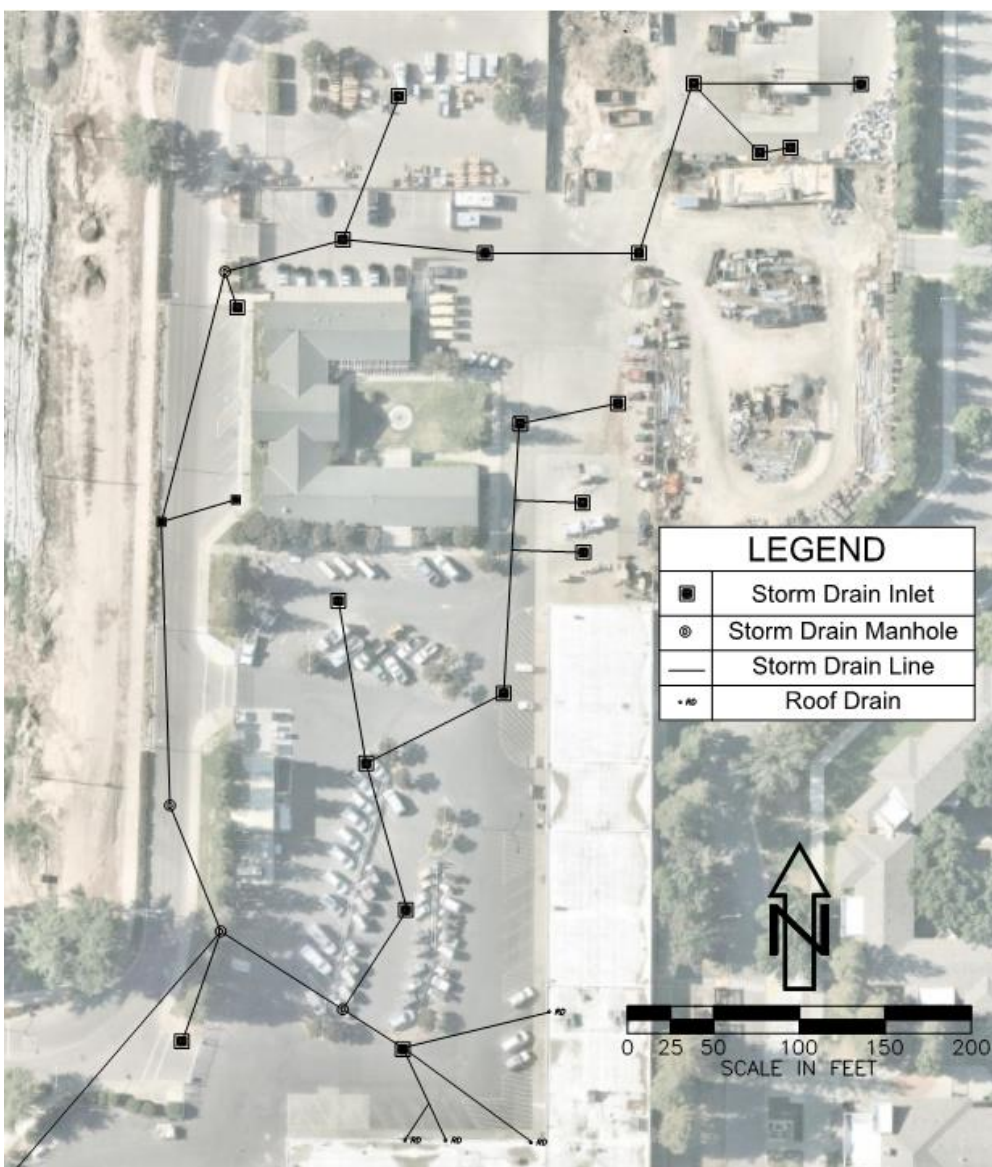 LEGEND
Storm Drain Inlet
Storm Drain Manhole
Storm Drain Line
RD Roof Drain
N
0 25 50 100 200
SCALE IN FEET
RD
RD RD RD